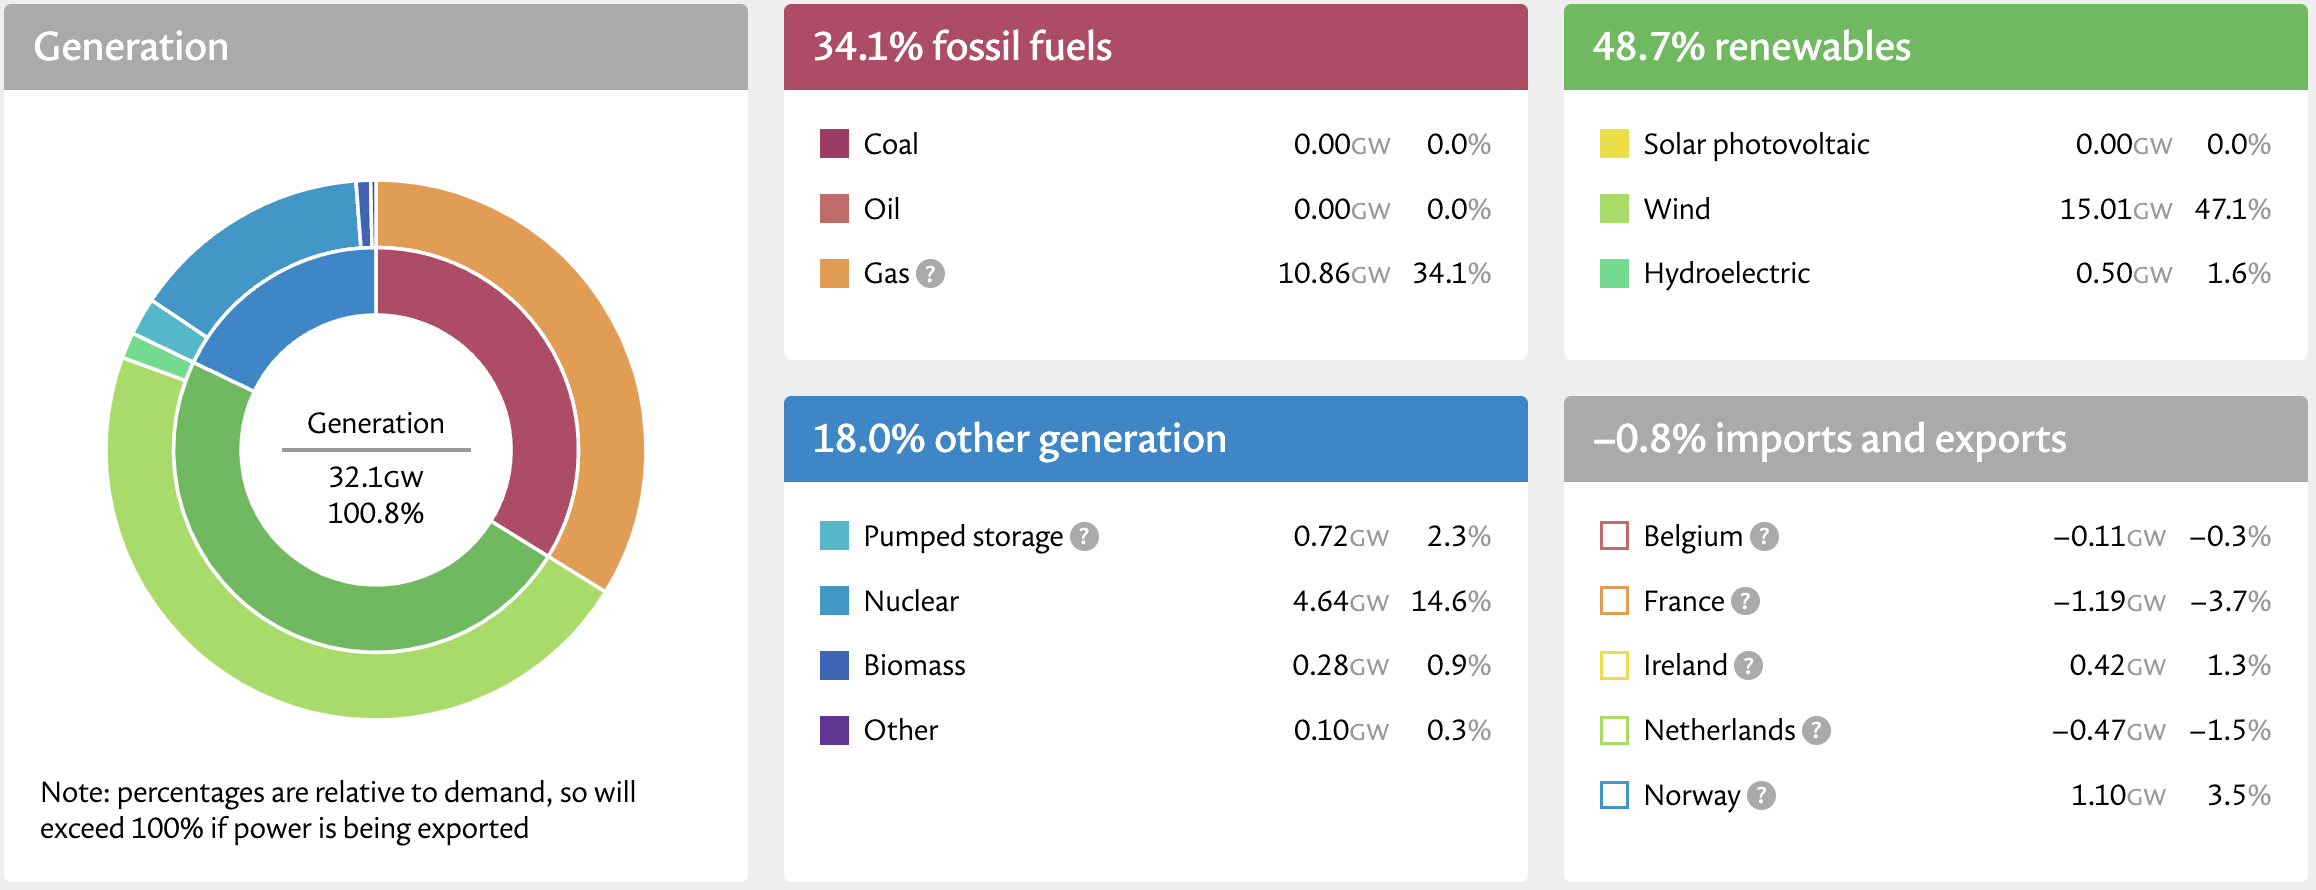 Generation
Generation
32.1GW
100.8%
Note: percentages are relative to demand, so will
exceed 100% if power is being exported
34.1% fossil fuels
Coal 0.00GW 0.0%
Oil 0.00GW 0.0%
Gas ? 10.86GW 34.1%
48.7% renewables
Solar photovoltaic 0.00GW 0.0%
Wind 15.01GW 47.1%
Hydroelectric 0.50GW 1.6%
18.0% other generation
Pumped storage ? 0.72GW 2.3%
Nuclear 4.64GW 14.6%
Biomass 0.28GW 0.9%
Other 0.10GW 0.3%
−0.8% imports and exports
Belgium ? −0.11GW −0.3%
France ? −1.19GW −3.7%
Ireland ? 0.42GW 1.3%
Netherlands ? −0.47GW −1.5%
Norway ? 1.10GW 3.5%